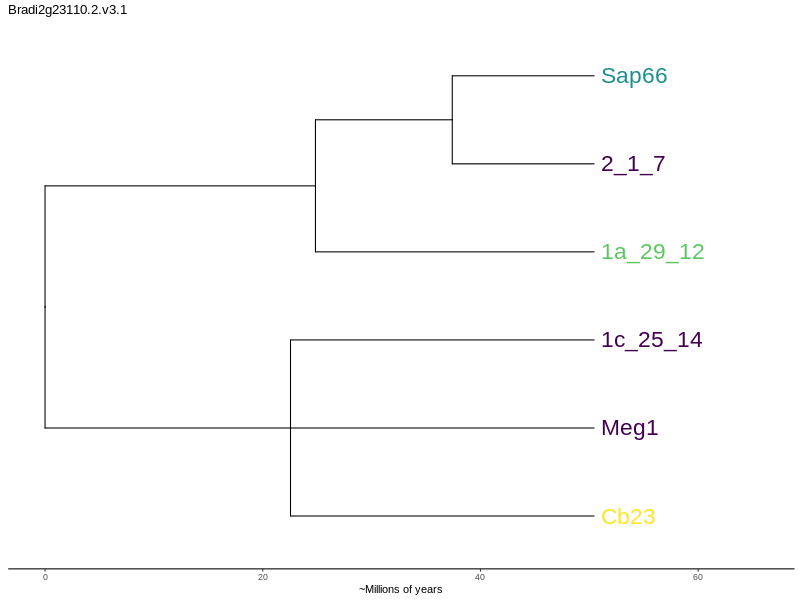 Bradi2g23110.2.v3.1
Sap66
2_1_7
1a_29_12
1c_25_14
Meg1
Cb23
0 20 40 60
~Millions of years